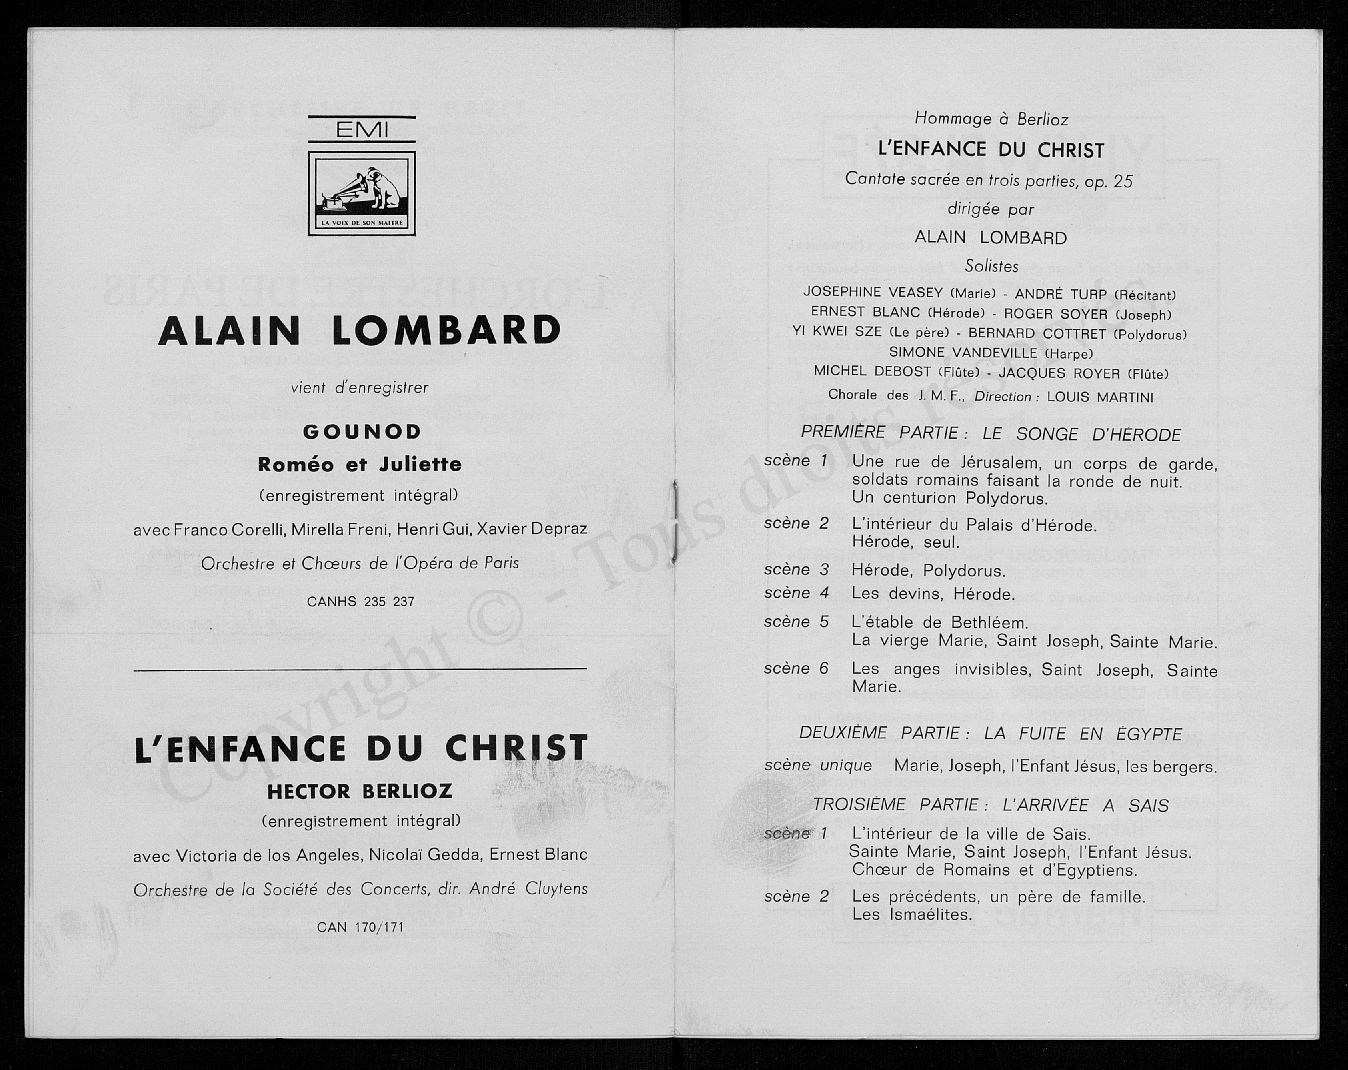 EMI
LA VOIX DE SON MAITRE
ALAIN LOMBARD
vient d'enregistrer
GOUNOD
Roméo et Juliette
(enregistrement intégral)
avec Franco Corelli, Mirella Freni, Henri Gui, Xavier Depraz
Orchestre et Chœurs de l'Opéra de Paris
CANHS 235 237
L'ENFANCE DU CHRIST
HECTOR BERLIOZ
(enregistrement intégral)
avec Victoria de los Angeles, Nicolaï Gedda, Ernest Blanc
Orchestre de la Société des Concerts, dir. André Cluytens
CAN 170/171
Hommage à Berlioz
L'ENFANCE DU CHRIST
Cantate sacrée en trois parties, op. 25
dirigée par
ALAIN LOMBARD
Solistes
JOSEPHINE VEASEY (Marie) - ANDRÉ TURP (Récitant)
ERNEST BLANC (Hérode) - ROGER SOYER (Joseph)
YI KWEI SZE (Le père) - BERNARD COTTRET (Polydorus)
SIMONE VANDEVILLE (Harpe)
MICHEL DEBOST (Flûte) - JACQUES ROYER (Flûte)
Chorale des J. M. F., Direction : LOUIS MARTINI
PREMIÈRE PARTIE : LE SONGE D'HÉRODE
scène 1 Une rue de Jérusalem, un corps de garde,
soldats romains faisant la ronde de nuit.
Un centurion Polydorus.
scène 2 L'intérieur du Palais d'Hérode.
Hérode, seul.
scène 3 Hérode, Polydorus.
scène 4 Les devins, Hérode.
scène 5 L'étable de Bethléem.
La vierge Marie, Saint Joseph, Sainte Marie.
scène 6 Les anges invisibles, Saint Joseph, Sainte
Marie.
DEUXIÈME PARTIE : LA FUITE EN ÉGYPTE
scène unique Marie, Joseph, l'Enfant Jésus, les bergers.
TROISIÈME PARTIE : L'ARRIVÉE A SAIS
scène 1 L'intérieur de la ville de Saïs.
Sainte Marie, Saint Joseph, l'Enfant Jésus.
Chœur de Romains et d'Egyptiens.
scène 2 Les précédents, un père de famille.
Les Ismaélites.
Copyright © - Tous droits réservés